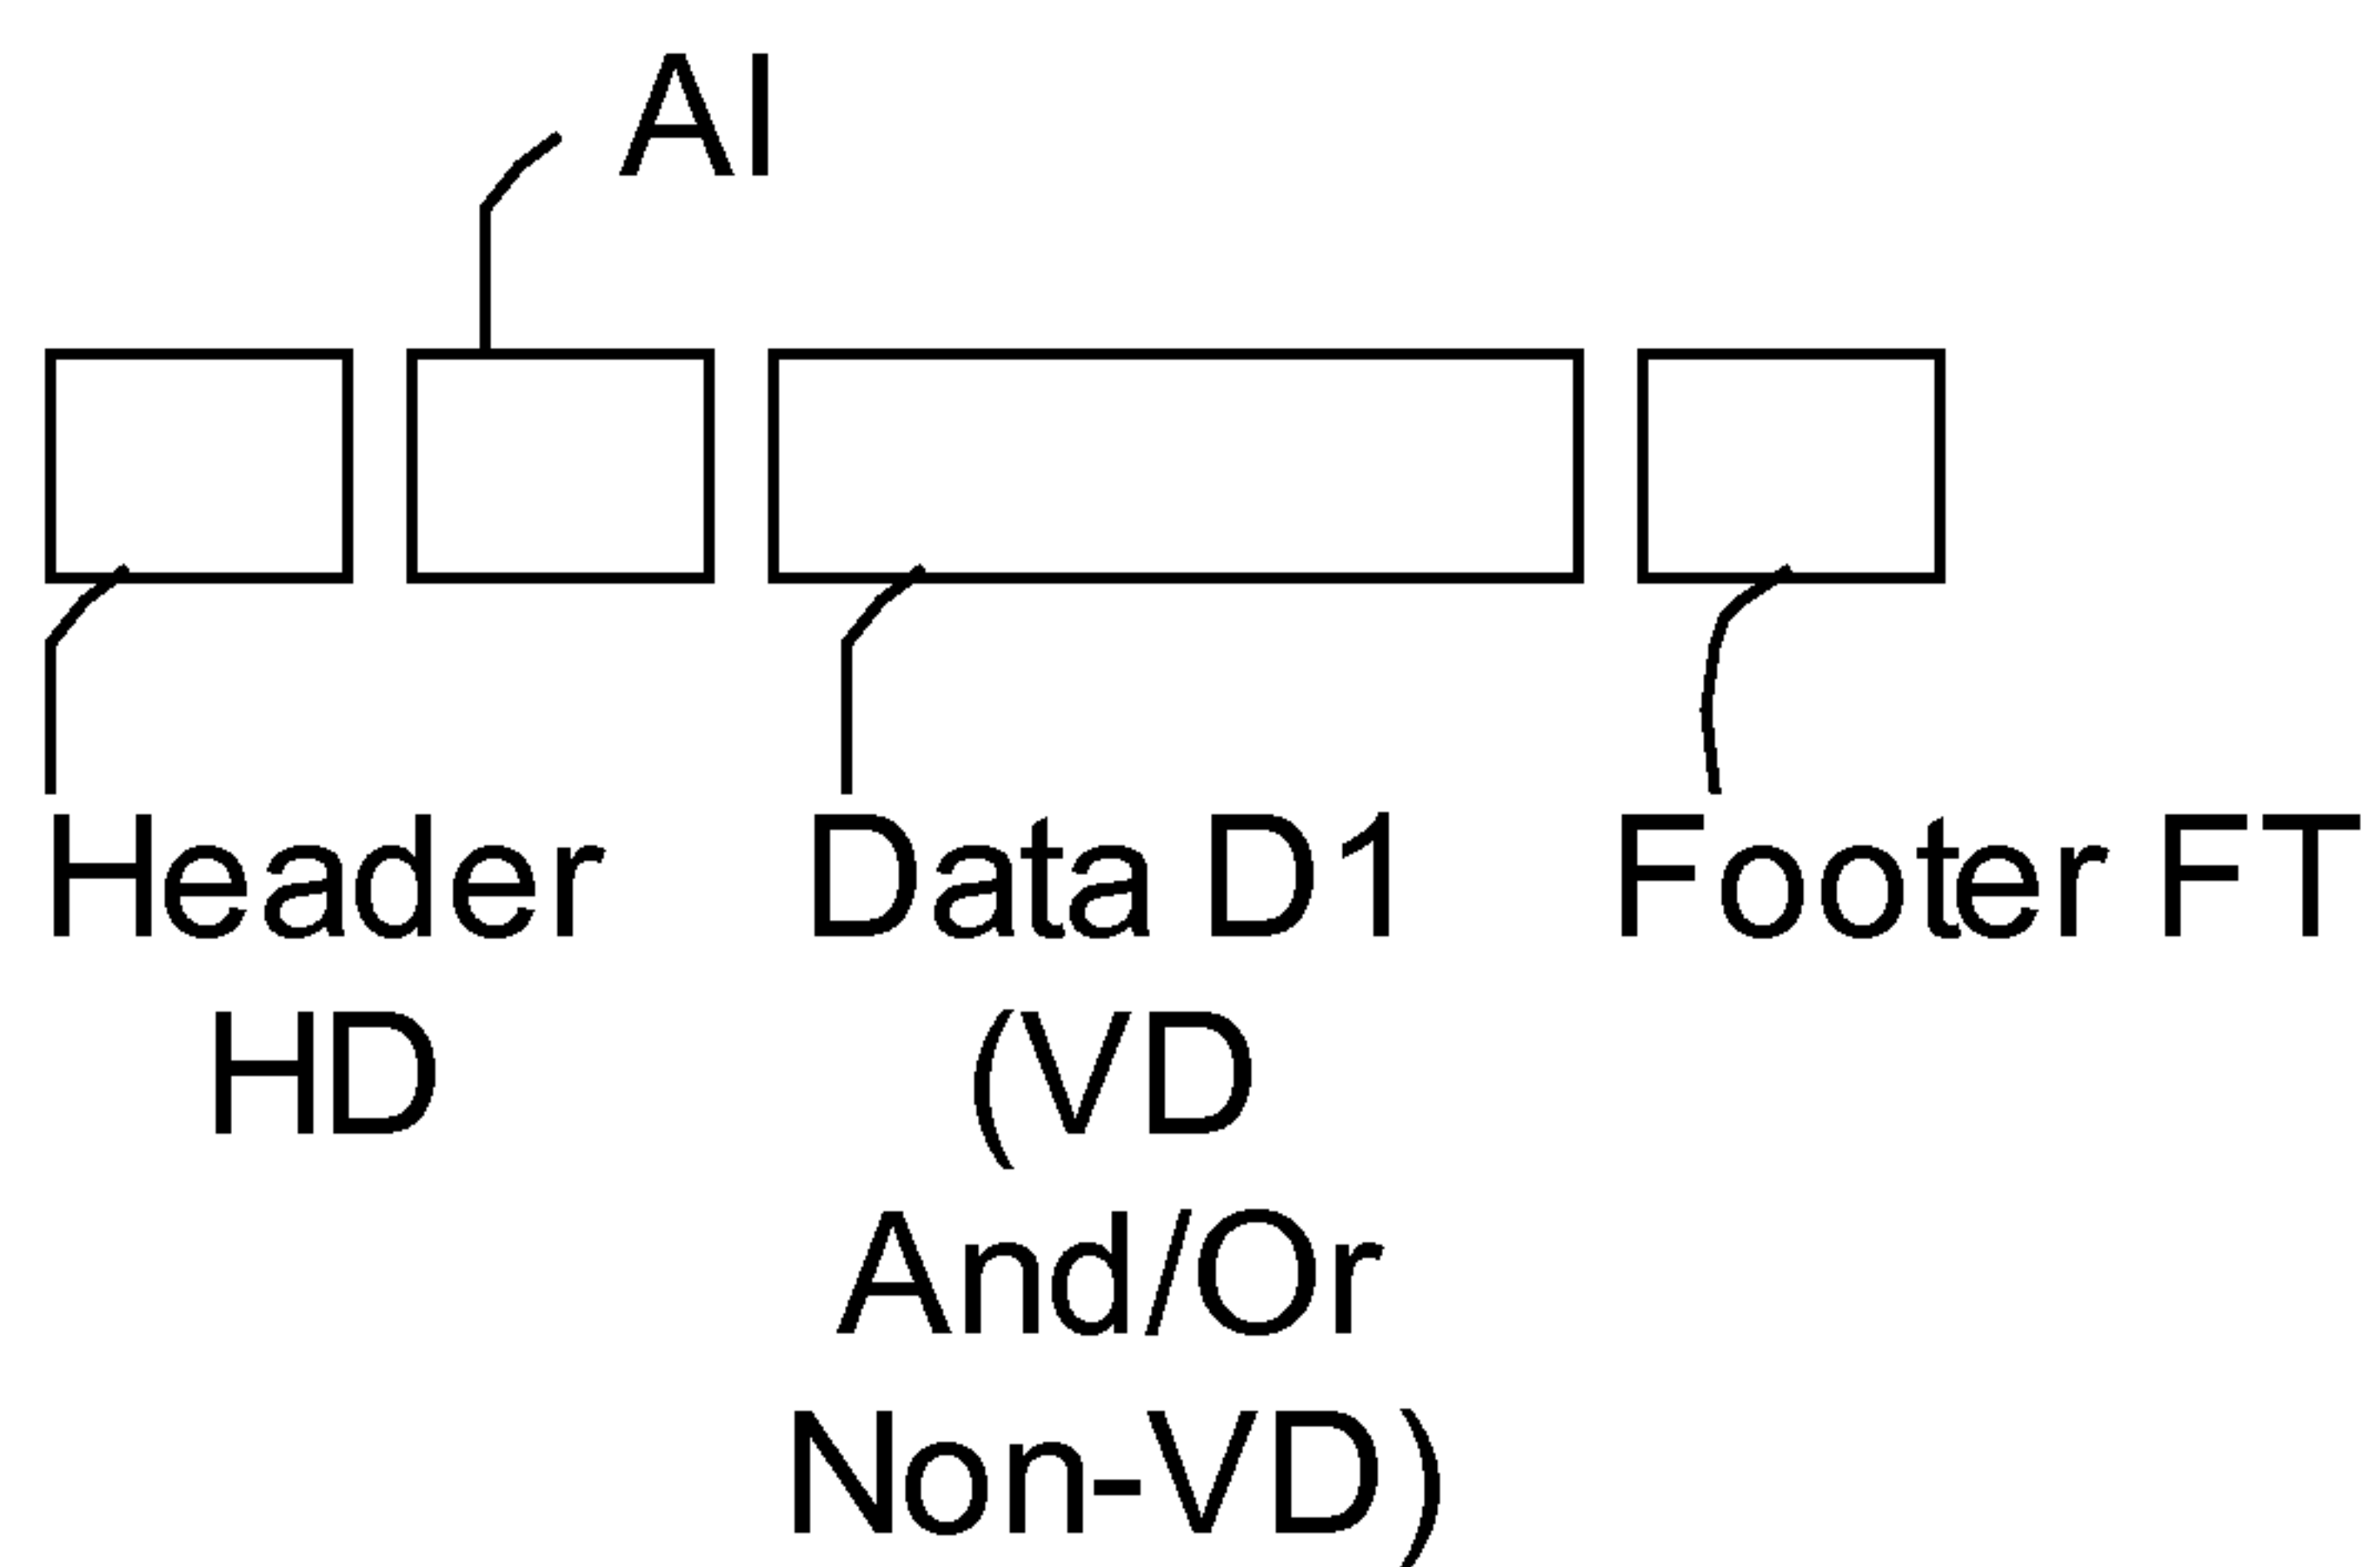 AI
Header
HD
Data D1
(VD
And/Or
Non-VD)
Footer FT